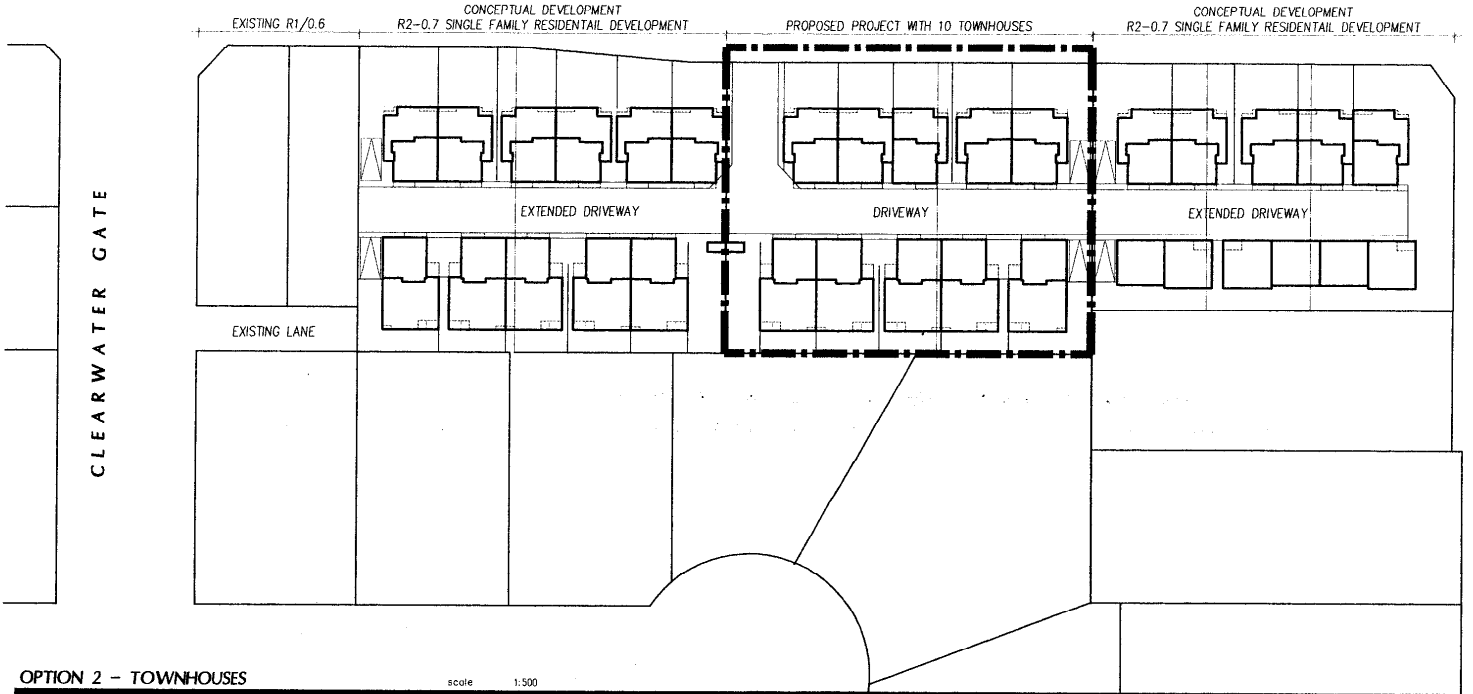 CONCEPTUAL DEVELOPMENT
EXISTING R1/0.6
R2-0.7 SINGLE FAMILY RESIDENTAIL DEVELOPMENT
PROPOSED PROJECT WITH 10 TOWNHOUSES
CONCEPTUAL DEVELOPMENT
R2-0.7 SINGLE FAMILY RESIDENTAIL DEVELOPMENT
EXTENDED DRIVEWAY
DRIVEWAY
EXTENDED DRIVEWAY
CLEARWATER GATE
EXISTING LANE
OPTION 2 - TOWNHOUSES
scale 1:500